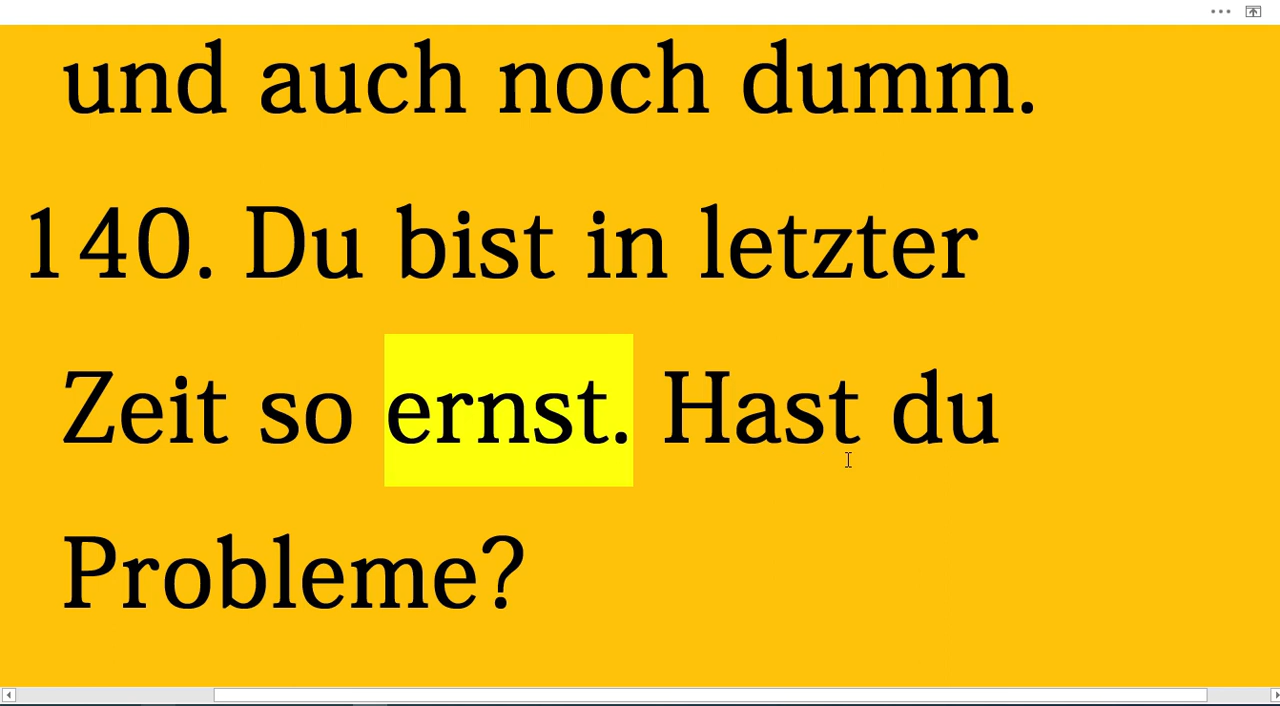 und auch noch dumm.
140. Du bist in letzter
Zeit so ernst. Hast du
Probleme?